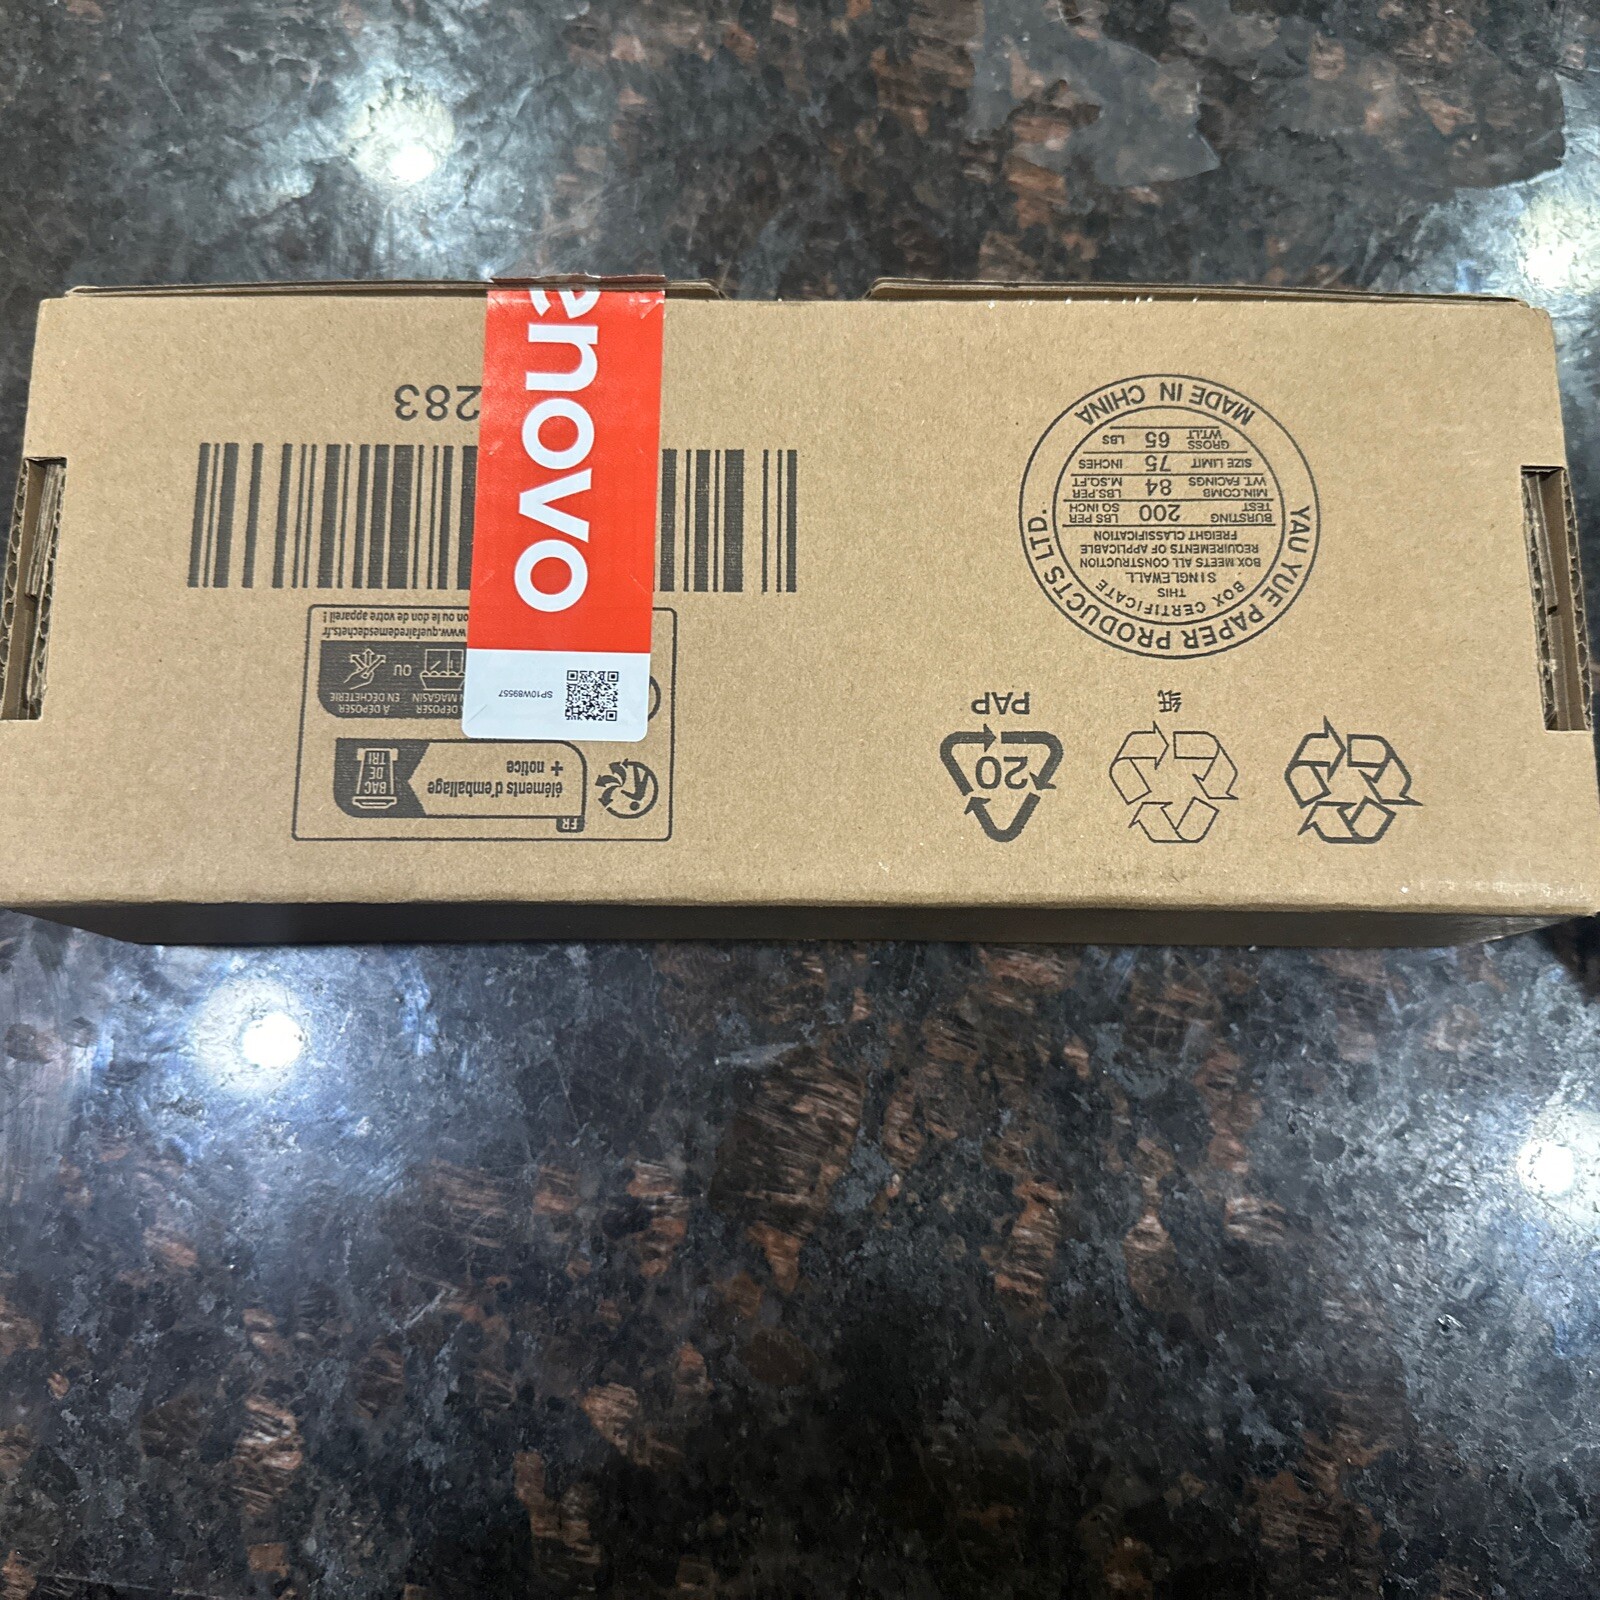 enovo
SP10W89557
283
FR
éléments d'emballage
+ notice
BAC
DE
TRI
À DÉPOSER
EN MAGASIN
OU
À DÉPOSER
EN DÉCHÈTERIE
www.quefairedemesdechets.fr
on ou le don de votre appareil !
20
PAP
纸
YAU YUE PAPER PRODUCTS LTD.
BOX CERTIFICATE
THIS
SINGLEWALL
BOX MEETS ALL CONSTRUCTION
REQUIREMENTS OF APPLICABLE
FREIGHT CLASSIFICATION
BURSTING TEST 200 LBS PER SQ INCH
MIN.COMB WT. FACINGS 84 LBS.PER M.SQ.FT
SIZE LIMIT 75 INCHES
GROSS WT.LT 65 LBS
MADE IN CHINA